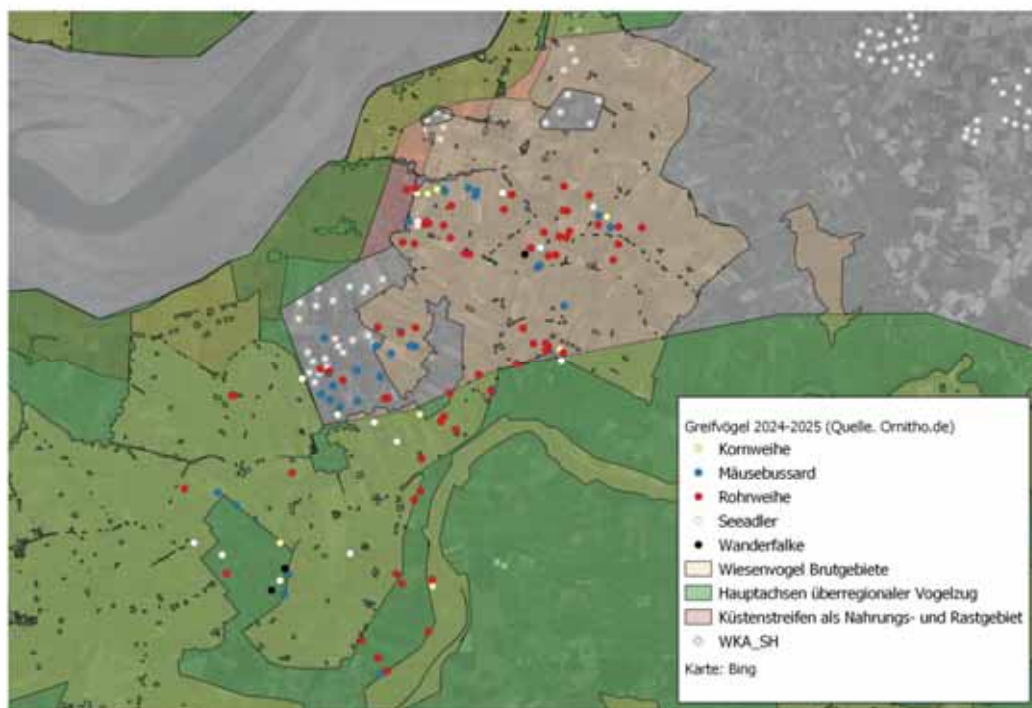 Greifvögel 2024-2025 (Quelle. Ornitho.de)
Kornweihe
Mäusebussard
Rohrweihe
Seeadler
Wanderfalke
Wiesenvogel Brutgebiete
Hauptachsen überregionaler Vogelzug
Küstenstreifen als Nahrungs- und Rastgebiet
WKA_SH
Karte: Bing